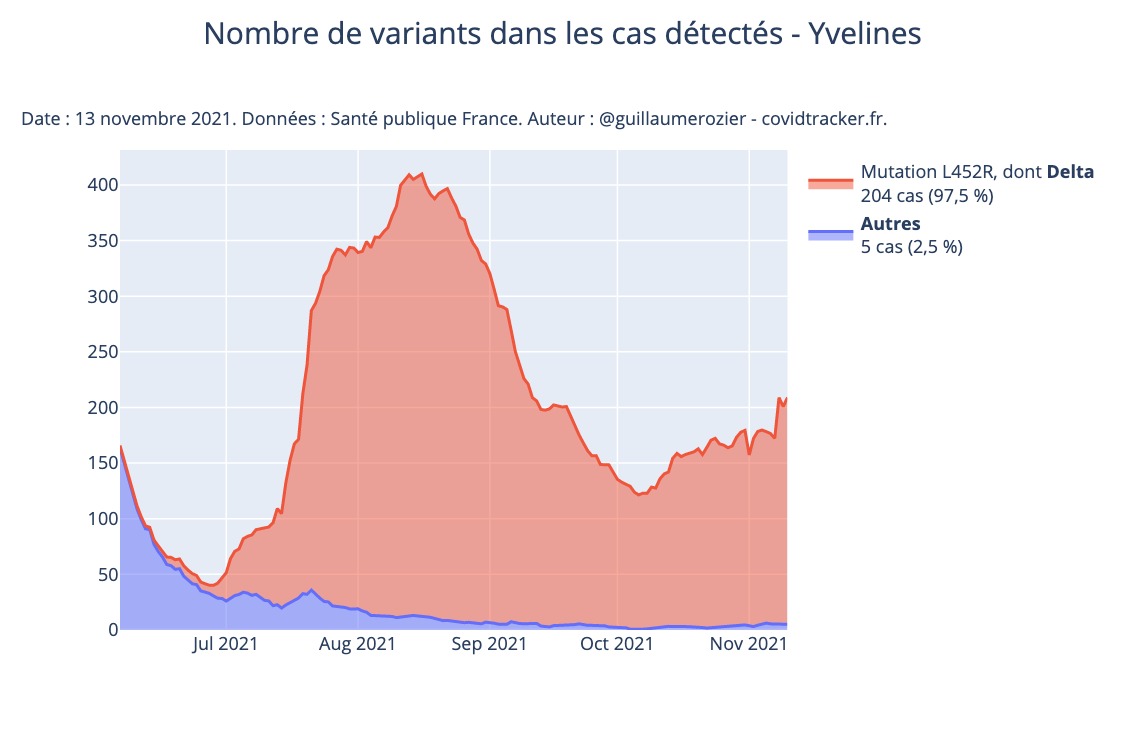 Nombre de variants dans les cas détectés - Yvelines
Date : 13 novembre 2021. Données : Santé publique France. Auteur : @guillaumerozier - covidtracker.fr.
400
350
300
250
200
150
100
50
0
Jul 2021
Aug 2021
Sep 2021
Oct 2021
Nov 2021
Mutation L452R, dont Delta
204 cas (97,5 %)
Autres
5 cas (2,5 %)